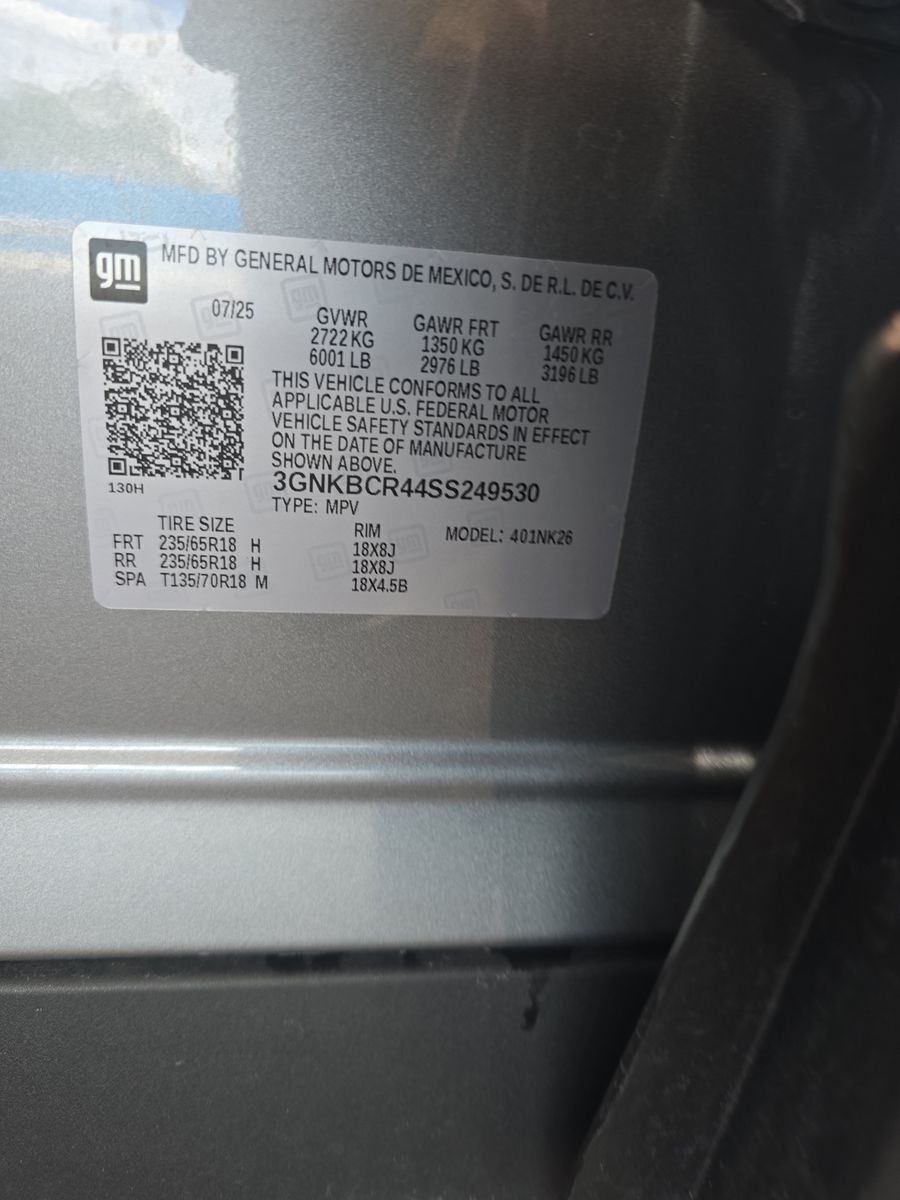 gm MFD BY GENERAL MOTORS DE MEXICO, S. DE R.L. DE C.V.
07/25 GVWR GAWR FRT GAWR RR
2722 KG 1350 KG 1450 KG
6001 LB 2976 LB 3196 LB
THIS VEHICLE CONFORMS TO ALL
APPLICABLE U.S. FEDERAL MOTOR
VEHICLE SAFETY STANDARDS IN EFFECT
ON THE DATE OF MANUFACTURE
SHOWN ABOVE.
130H 3GNKBCR44SS249530
TYPE: MPV
TIRE SIZE RIM MODEL: 401NK26
FRT 235/65R18 H 18X8J
RR 235/65R18 H 18X8J
SPA T135/70R18 M 18X4.5B